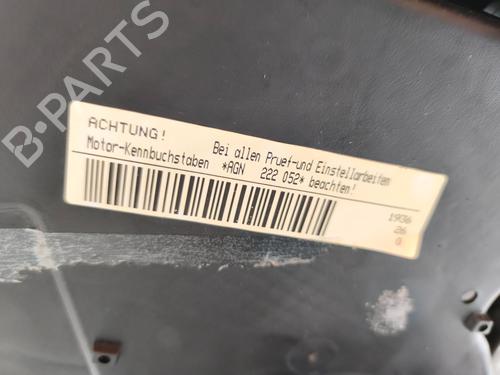 ACHTUNG!
Bei allen Pruef-und Einstellarbeiten
Motor-Kennbuchstaben *AGN 222 052* beachten!
1936
26
0
B-PARTS